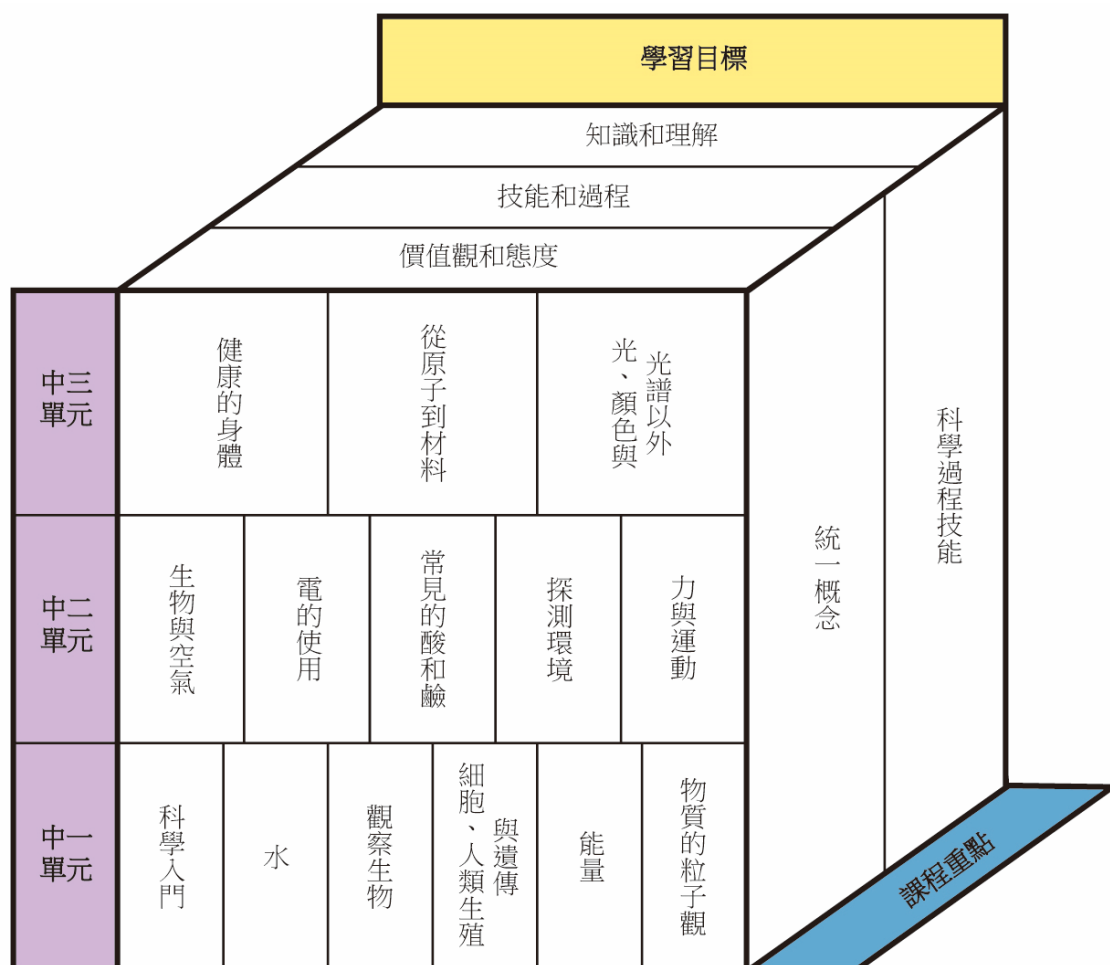 學習目標
知識和理解
技能和過程
價值觀和態度
中三
單元
健康的身體
從原子到材料
光、顏色與
光譜以外
中二
單元
生物與空氣
電的使用
常見的酸和鹼
探測環境
力與運動
中一
單元
科學入門
水
觀察生物
細胞、人類生殖
與遺傳
能量
物質的粒子觀
統一概念
科學過程技能
課程重點